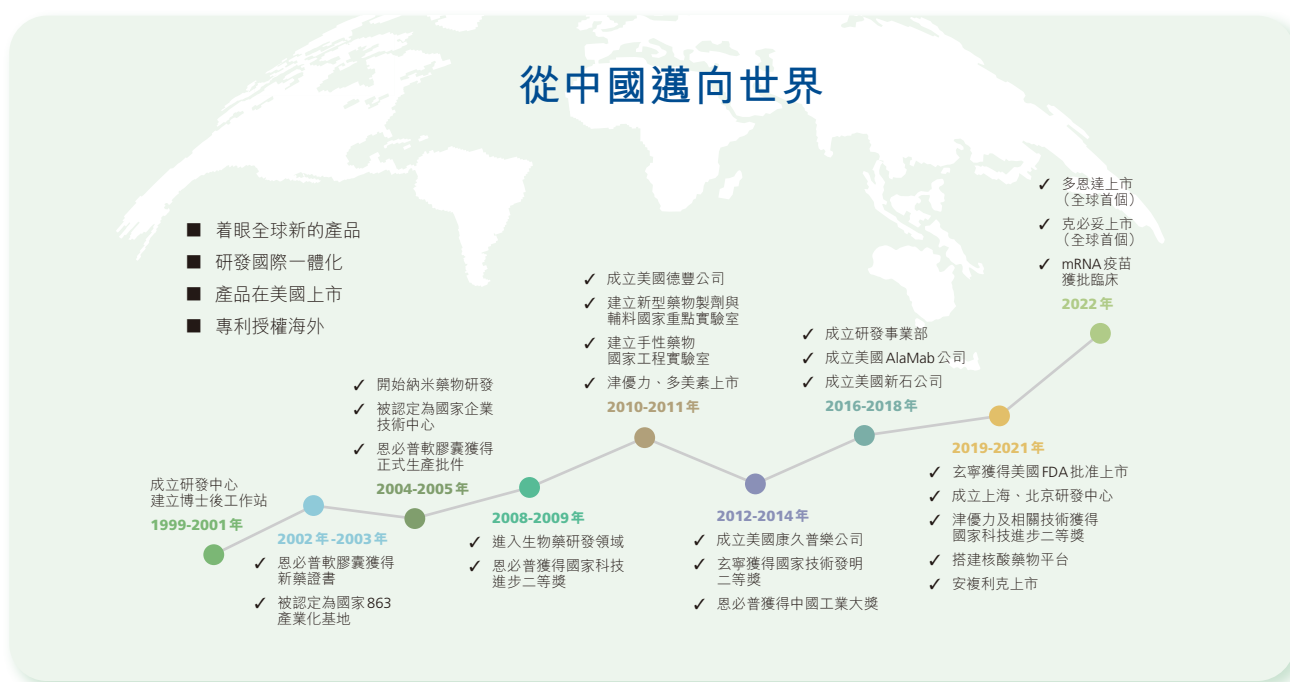 從中國邁向世界
■ 着眼全球新的產品
■ 研發國際一體化
■ 產品在美國上市
■ 專利授權海外
成立研發中心
建立博士後工作站
1999-2001年
2002年-2003年
✓ 恩必普軟膠囊獲得
新藥證書
✓ 被認定為國家863
產業化基地
✓ 開始納米藥物研發
✓ 被認定為國家企業
技術中心
✓ 恩必普軟膠囊獲得
正式生產批件
2004-2005年
2008-2009年
✓ 進入生物藥研發領域
✓ 恩必普獲得國家科技
進步二等獎
✓ 成立美國德豐公司
✓ 建立新型藥物製劑與
輔料國家重點實驗室
✓ 建立手性藥物
國家工程實驗室
✓ 津優力、多美素上市
2010-2011年
2012-2014年
✓ 成立美國康久普樂公司
✓ 玄寧獲得國家技術發明
二等獎
✓ 恩必普獲得中國工業大獎
✓ 成立研發事業部
✓ 成立美國AlaMab公司
✓ 成立美國新石公司
2016-2018年
2019-2021年
✓ 玄寧獲得美國FDA批准上市
✓ 成立上海、北京研發中心
✓ 津優力及相關技術獲得
國家科技進步二等獎
✓ 搭建核酸藥物平台
✓ 安複利克上市
✓ 多恩達上市
（全球首個）
✓ 克必妥上市
（全球首個）
✓ mRNA疫苗
獲批臨床
2022年